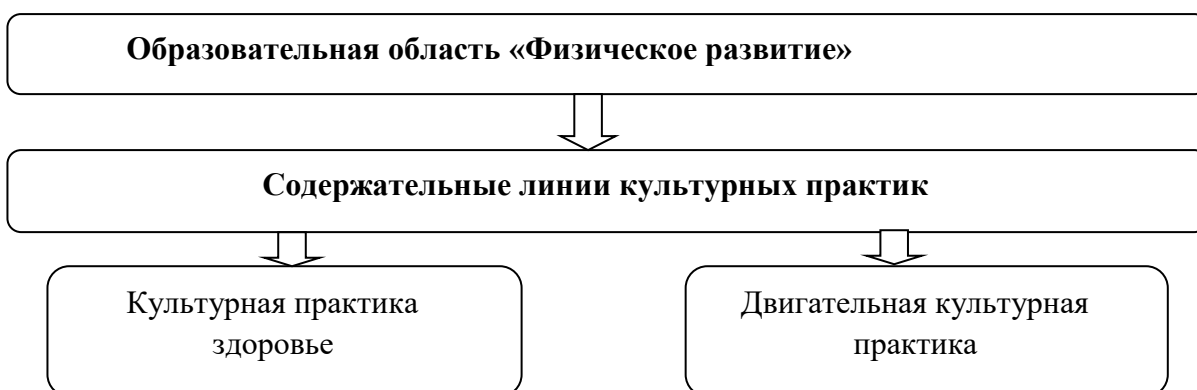 Образовательная область «Физическое развитие»
Содержательные линии культурных практик
Культурная практика
здоровье
Двигательная культурная
практика